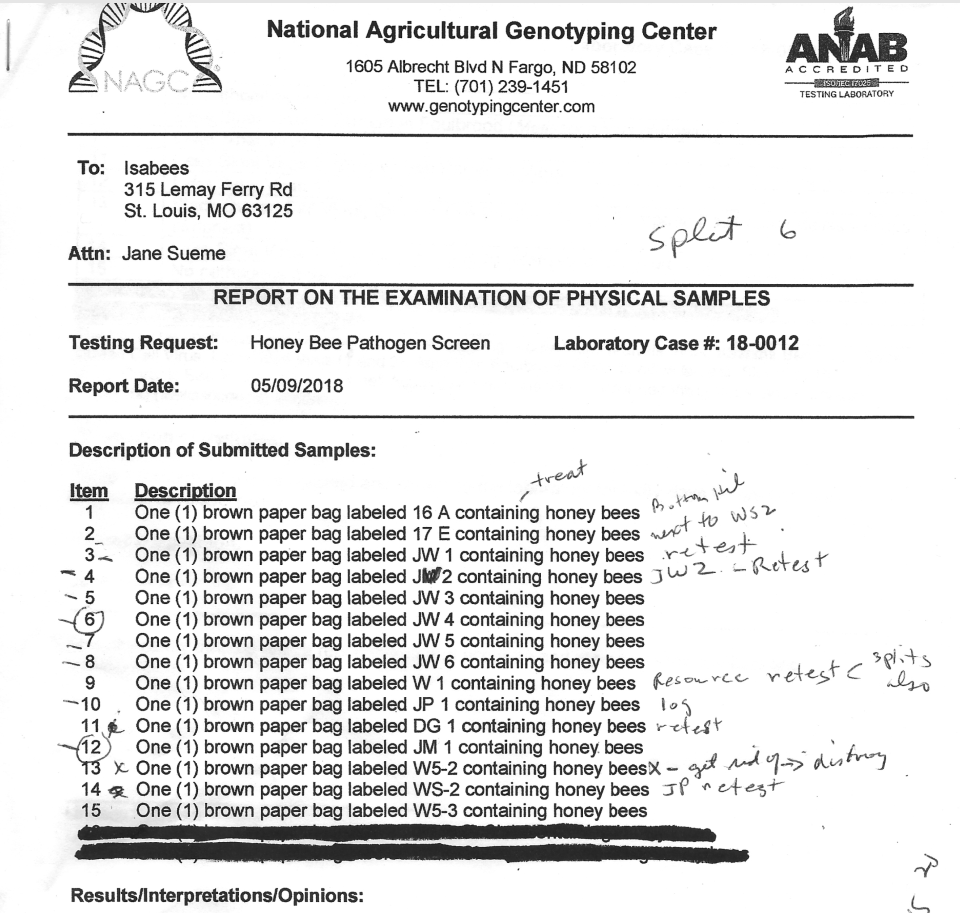 NAGC
National Agricultural Genotyping Center
1605 Albrecht Blvd N Fargo, ND 58102
TEL: (701) 239-1451
www.genotypingcenter.com
ANAB
ACCREDITED
ISO/IEC 17025
TESTING LABORATORY
To: Isabees
315 Lemay Ferry Rd
St. Louis, MO 63125
Split 6
Attn: Jane Sueme
REPORT ON THE EXAMINATION OF PHYSICAL SAMPLES
Testing Request: Honey Bee Pathogen Screen Laboratory Case #: 18-0012
Report Date: 05/09/2018
Description of Submitted Samples:
treat
Item Description
1 One (1) brown paper bag labeled 16 A containing honey bees Bottom
2 One (1) brown paper bag labeled 17 E containing honey bees next to WS2
3 One (1) brown paper bag labeled JW 1 containing honey bees retest
4 One (1) brown paper bag labeled JW 2 containing honey bees JW2 - Retest
5 One (1) brown paper bag labeled JW 3 containing honey bees
6 One (1) brown paper bag labeled JW 4 containing honey bees
7 One (1) brown paper bag labeled JW 5 containing honey bees
8 One (1) brown paper bag labeled JW 6 containing honey bees
9 One (1) brown paper bag labeled W 1 containing honey bees Resource retest splits also
10 One (1) brown paper bag labeled JP 1 containing honey bees log
11 One (1) brown paper bag labeled DG 1 containing honey bees retest
12 One (1) brown paper bag labeled JM 1 containing honey bees
13 x One (1) brown paper bag labeled W5-2 containing honey bees X - get rid of -> distroy
14 One (1) brown paper bag labeled WS-2 containing honey bees JP retest
15 One (1) brown paper bag labeled W5-3 containing honey bees
Results/Interpretations/Opinions: